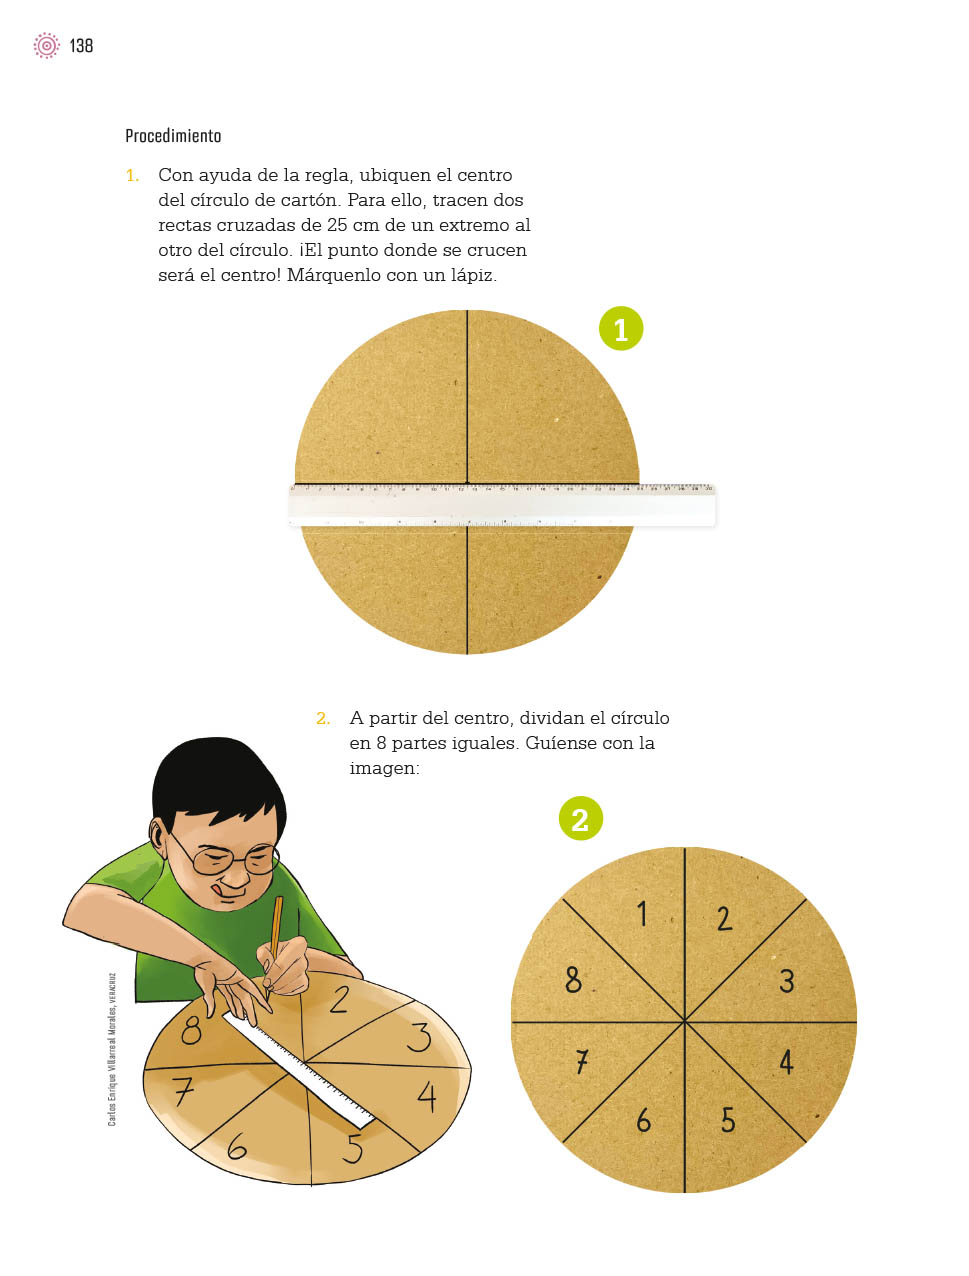 138
Procedimiento
1. Con ayuda de la regla, ubiquen el centro
del círculo de cartón. Para ello, tracen dos
rectas cruzadas de 25 cm de un extremo al
otro del círculo. ¡El punto donde se crucen
será el centro! Márquenlo con un lápiz.
1
2. A partir del centro, dividan el círculo
en 8 partes iguales. Guíense con la
imagen:
2
1 2
8 3
7 4
6 5
2
8 3
7 4
6 5
Carlos Enrique Villarreal Morales, VERACRUZ